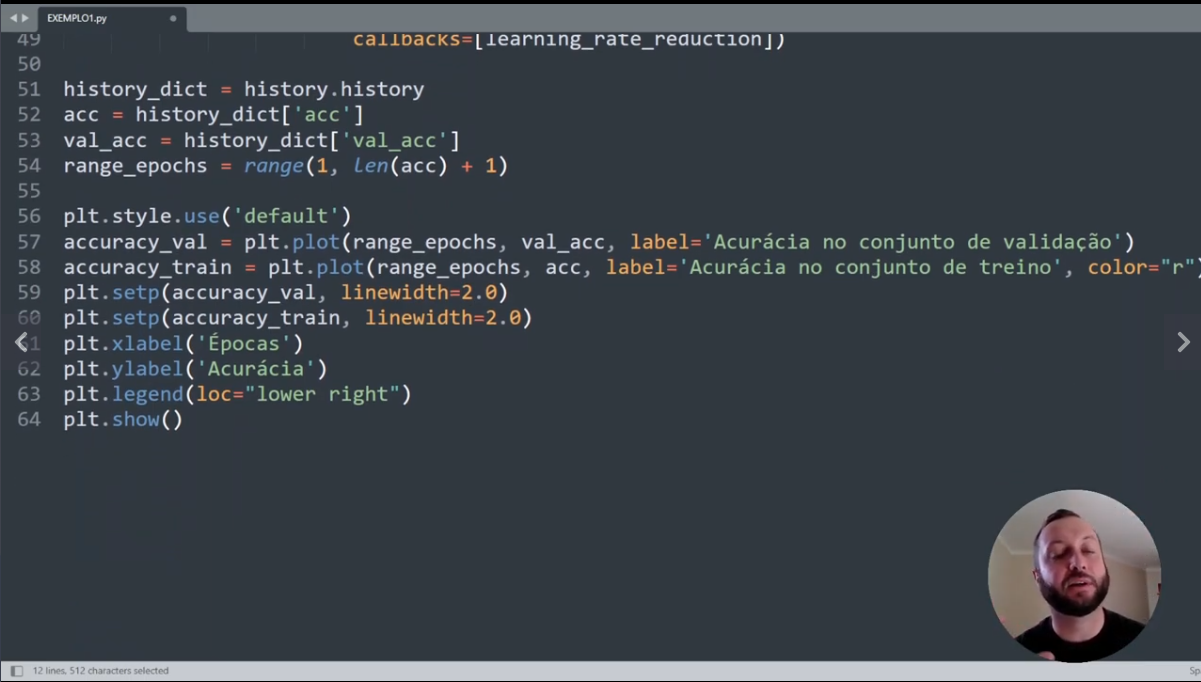 EXEMPLO1.py
49 callbacks=[learning_rate_reduction])
50
51 history_dict = history.history
52 acc = history_dict['acc']
53 val_acc = history_dict['val_acc']
54 range_epochs = range(1, len(acc) + 1)
55
56 plt.style.use('default')
57 accuracy_val = plt.plot(range_epochs, val_acc, label='Acurácia no conjunto de validação')
58 accuracy_train = plt.plot(range_epochs, acc, label='Acurácia no conjunto de treino', color="r")
59 plt.setp(accuracy_val, linewidth=2.0)
60 plt.setp(accuracy_train, linewidth=2.0)
61 plt.xlabel('Épocas')
62 plt.ylabel('Acurácia')
63 plt.legend(loc="lower right")
64 plt.show()
12 lines, 512 characters selected